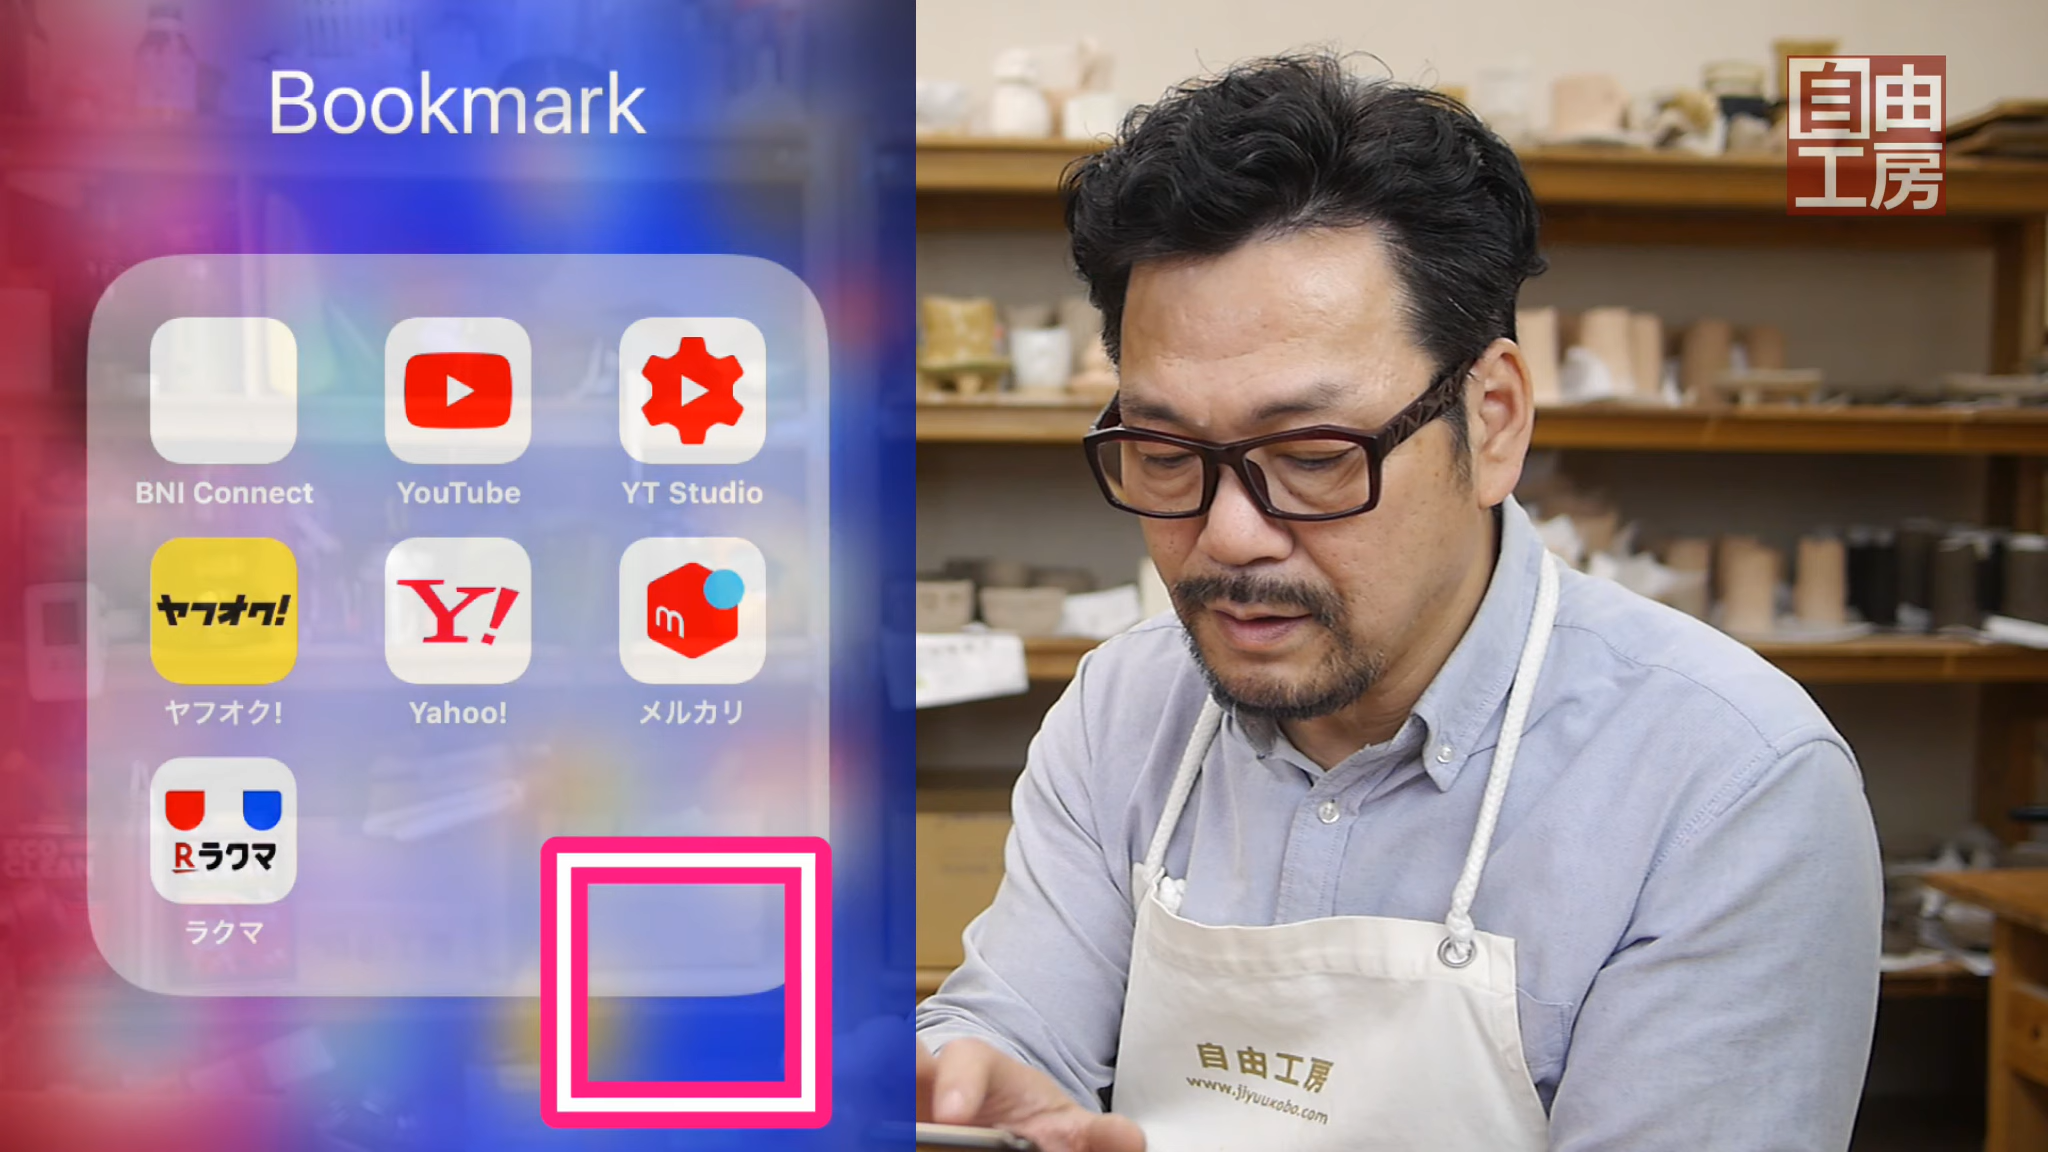 Bookmark
BNI Connect
YouTube
YT Studio
ヤフオク!
Y!
m
ヤフオク!
Yahoo!
メルカリ
Rラクマ
ラクマ
自由
工房
自由工房
www.jiyuukobo.com